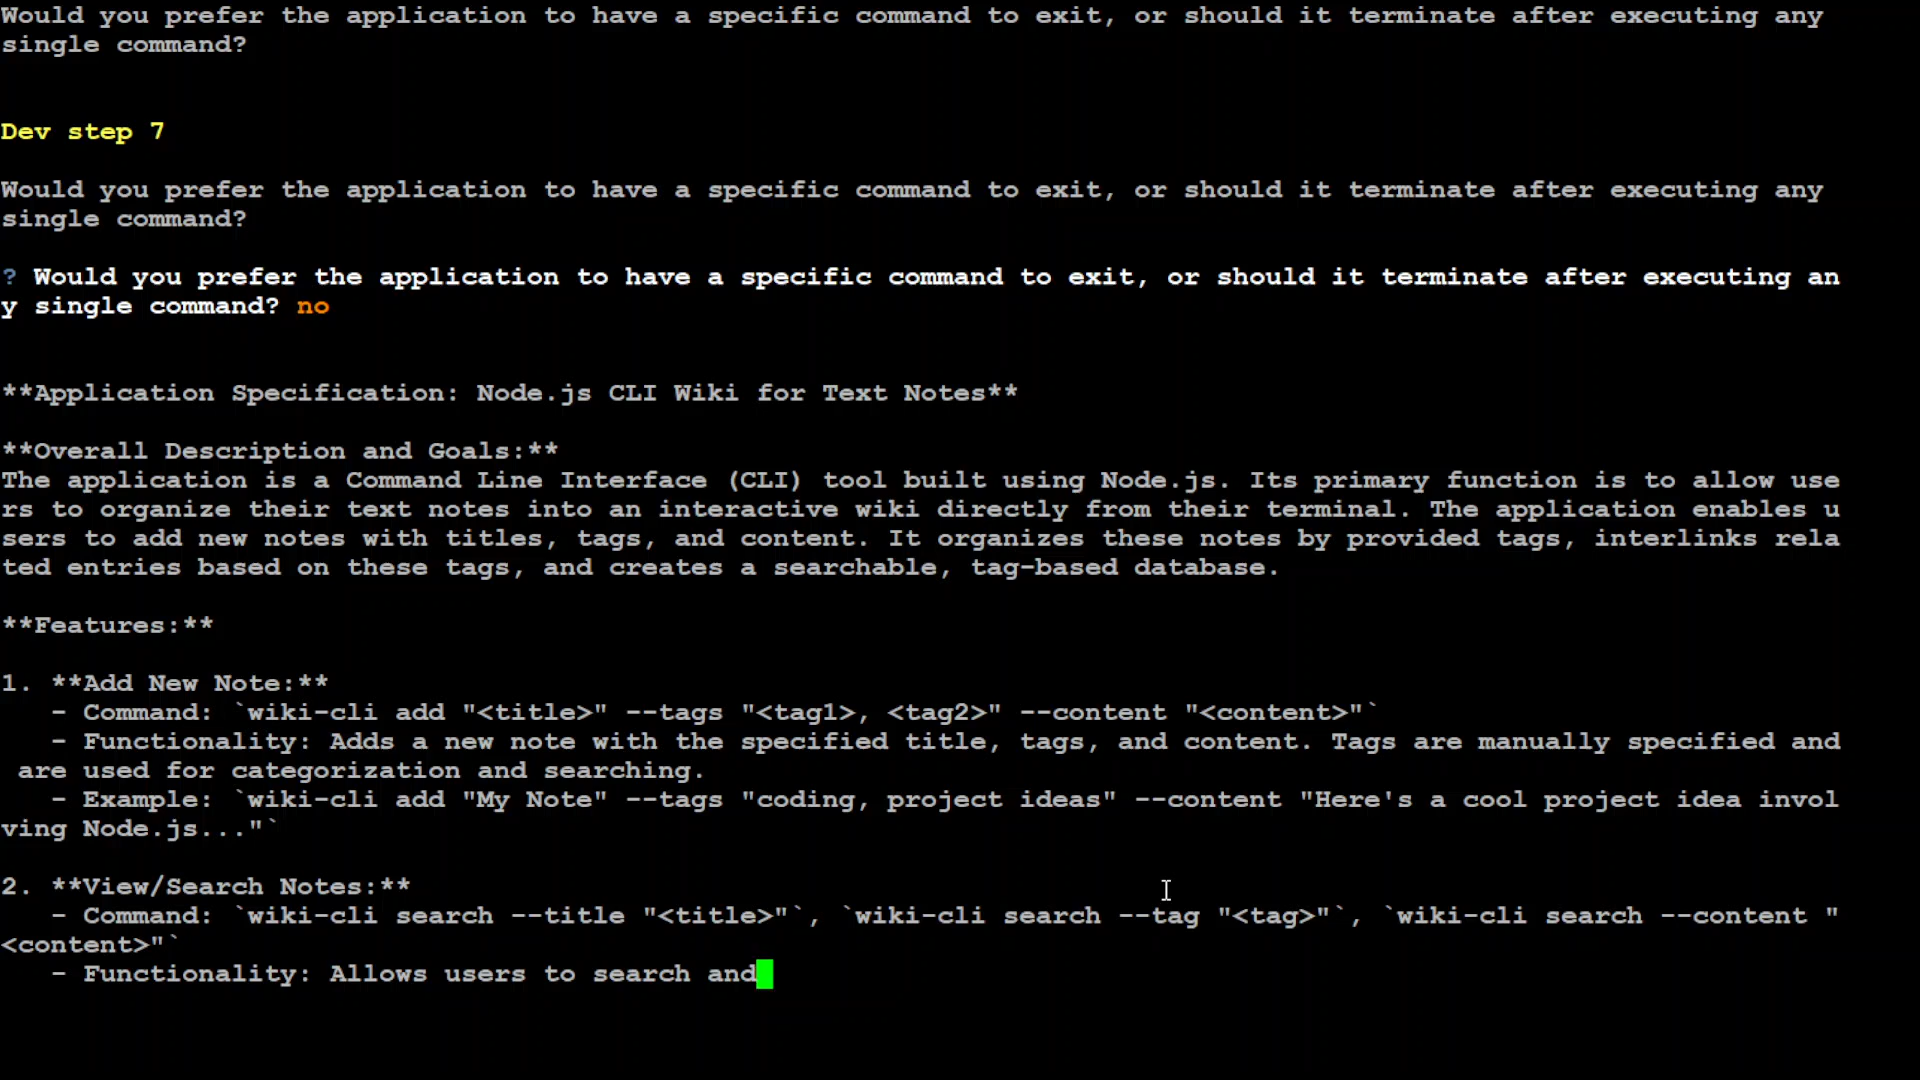 Would you prefer the application to have a specific command to exit, or should it terminate after executing any
single command?
Dev step 7
Would you prefer the application to have a specific command to exit, or should it terminate after executing any
single command?
? Would you prefer the application to have a specific command to exit, or should it terminate after executing an
y single command? no
**Application Specification: Node.js CLI Wiki for Text Notes**
**Overall Description and Goals:**
The application is a Command Line Interface (CLI) tool built using Node.js. Its primary function is to allow use
rs to organize their text notes into an interactive wiki directly from their terminal. The application enables u
sers to add new notes with titles, tags, and content. It organizes these notes by provided tags, interlinks rela
ted entries based on these tags, and creates a searchable, tag-based database.
**Features:**
1. **Add New Note:**
   - Command: `wiki-cli add "<title>" --tags "<tag1>, <tag2>" --content "<content>"`
   - Functionality: Adds a new note with the specified title, tags, and content. Tags are manually specified and
 are used for categorization and searching.
   - Example: `wiki-cli add "My Note" --tags "coding, project ideas" --content "Here's a cool project idea invol
ving Node.js..."`
2. **View/Search Notes:**
   - Command: `wiki-cli search --title "<title>"`, `wiki-cli search --tag "<tag>"`, `wiki-cli search --content "
<content>"`
   - Functionality: Allows users to search and